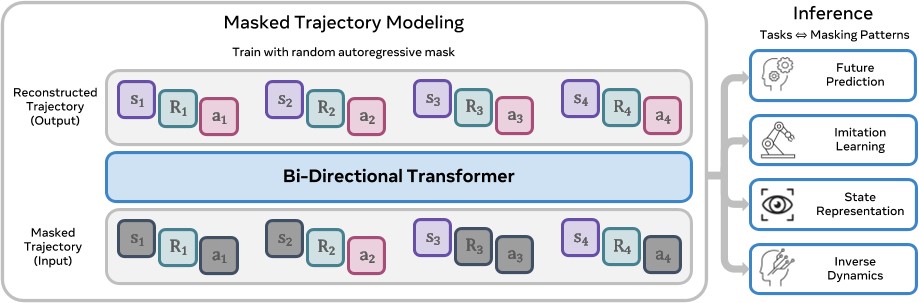 Masked Trajectory Modeling
Train with random autoregressive mask
Reconstructed
Trajectory
(Output)
s1 R1 a1 s2 R2 a2 s3 R3 a3 s4 R4 a4
Bi-Directional Transformer
Masked
Trajectory
(Input)
s1 R1 a1 s2 R2 a2 s3 R3 a3 s4 R4 a4
Inference
Tasks ⇔ Masking Patterns
Future
Prediction
Imitation
Learning
State
Representation
Inverse
Dynamics